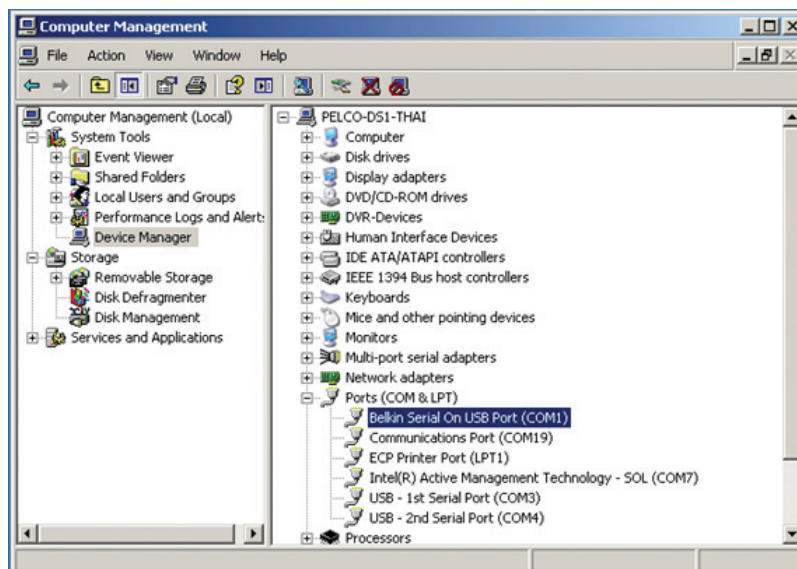 Computer Management
File Action View Window Help
Computer Management (Local)
System Tools
Event Viewer
Shared Folders
Local Users and Groups
Performance Logs and Alert
Device Manager
Storage
Removable Storage
Disk Defragmenter
Disk Management
Services and Applications
PELCO-DS1-THAI
Computer
Disk drives
Display adapters
DVD/CD-ROM drives
DVR-Devices
Human Interface Devices
IDE ATA/ATAPI controllers
IEEE 1394 Bus host controllers
Keyboards
Mice and other pointing devices
Monitors
Multi-port serial adapters
Network adapters
Ports (COM & LPT)
Belkin Serial On USB Port (COM1)
Communications Port (COM19)
ECP Printer Port (LPT1)
Intel(R) Active Management Technology - SOL (COM7)
USB - 1st Serial Port (COM3)
USB - 2nd Serial Port (COM4)
Processors